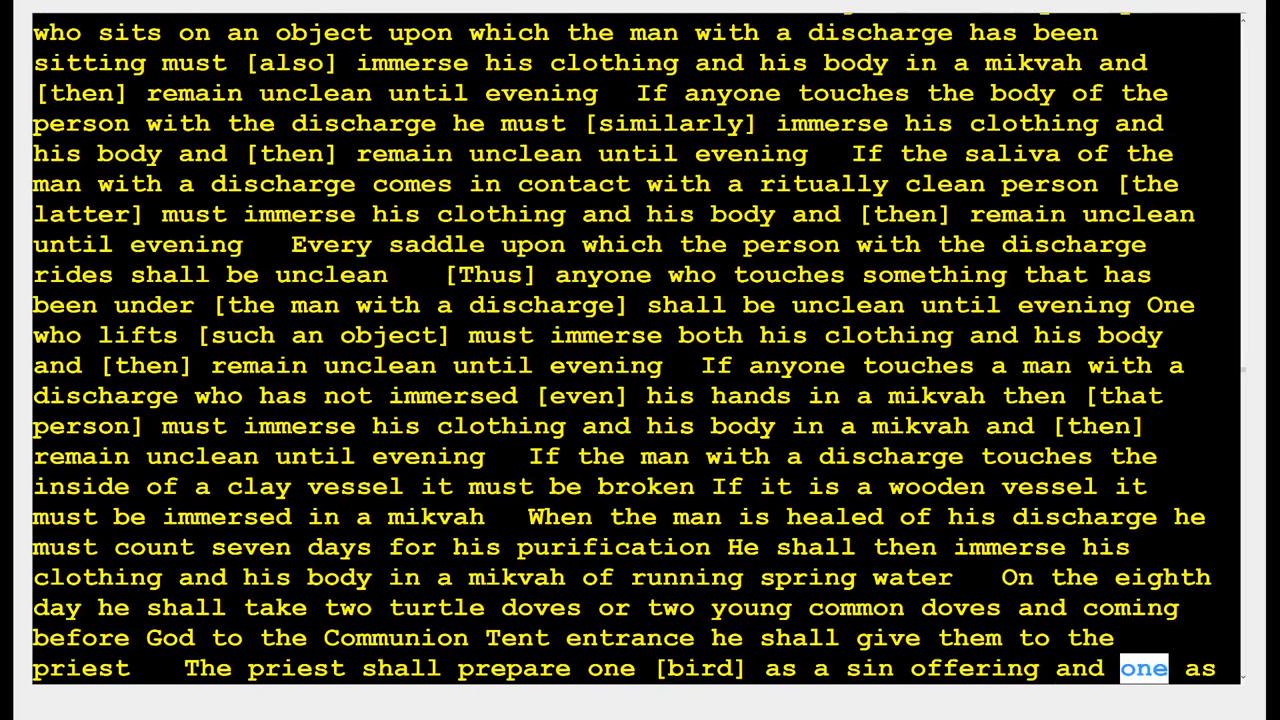 who sits on an object upon which the man with a discharge has been
sitting must [also] immerse his clothing and his body in a mikvah and
[then] remain unclean until evening If anyone touches the body of the
person with the discharge he must [similarly] immerse his clothing and
his body and [then] remain unclean until evening If the saliva of the
man with a discharge comes in contact with a ritually clean person [the
latter] must immerse his clothing and his body and [then] remain unclean
until evening Every saddle upon which the person with the discharge
rides shall be unclean [Thus] anyone who touches something that has
been under [the man with a discharge] shall be unclean until evening One
who lifts [such an object] must immerse both his clothing and his body
and [then] remain unclean until evening If anyone touches a man with a
discharge who has not immersed [even] his hands in a mikvah then [that
person] must immerse his clothing and his body in a mikvah and [then]
remain unclean until evening If the man with a discharge touches the
inside of a clay vessel it must be broken If it is a wooden vessel it
must be immersed in a mikvah When the man is healed of his discharge he
must count seven days for his purification He shall then immerse his
clothing and his body in a mikvah of running spring water On the eighth
day he shall take two turtle doves or two young common doves and coming
before God to the Communion Tent entrance he shall give them to the
priest The priest shall prepare one [bird] as a sin offering and one as